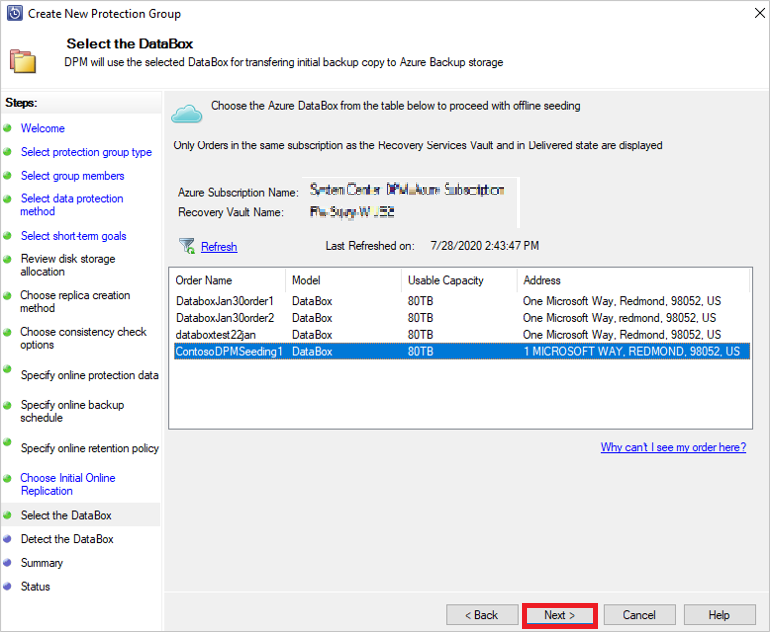 Create New Protection Group
Select the DataBox
DPM will use the selected DataBox for transfering initial backup copy to Azure Backup storage
Steps:
Welcome
Select protection group type
Select group members
Select data protection
method
Select short-term goals
Review disk storage
allocation
Choose replica creation
method
Choose consistency check
options
Specify online protection data
Specify online backup
schedule
Specify online retention policy
Choose Initial Online
Replication
Select the DataBox
Detect the DataBox
Summary
Status
Choose the Azure DataBox from the table below to proceed with offline seeding
Only Orders in the same subscription as the Recovery Services Vault and in Delivered state are displayed
Azure Subscription Name: System Center DPM Azure Subscription
Recovery Vault Name:
Refresh Last Refreshed on: 7/28/2020 2:43:47 PM
Order Name Model Usable Capacity Address
DataboxJan30order1 DataBox 80TB One Microsoft Way, Redmond, 98052, US
DataboxJan30order2 DataBox 80TB One Microsoft Way, redmond, 98052, US
databoxtest22jan DataBox 80TB One Microsoft Way, Redmond, 98052, US
ContosoDPMSeeding1 DataBox 80TB 1 MICROSOFT WAY, REDMOND, 98052, US
Why can't I see my order here?
< Back Next > Cancel Help